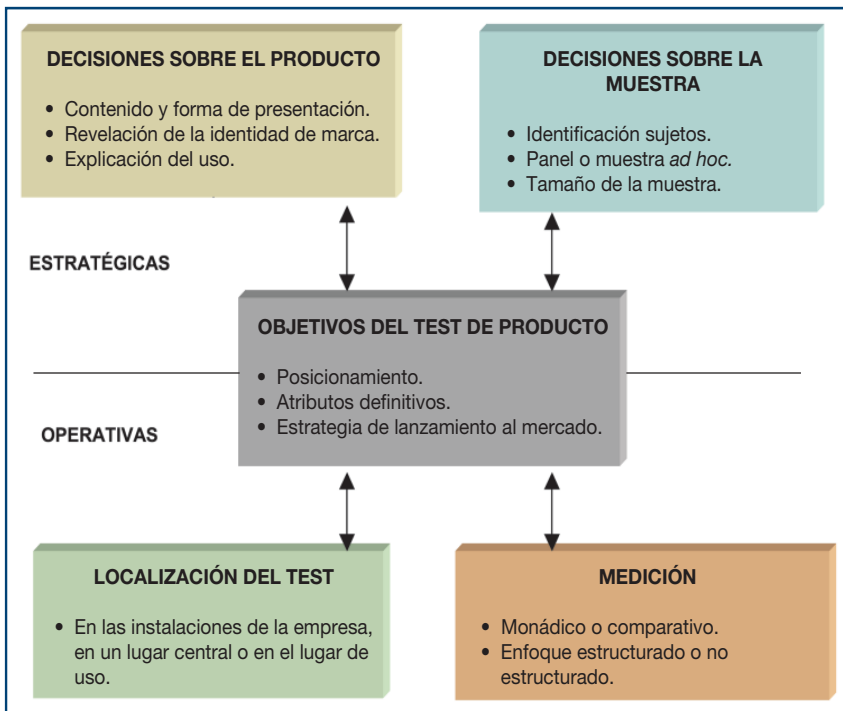 DECISIONES SOBRE EL PRODUCTO
• Contenido y forma de presentación.
• Revelación de la identidad de marca.
• Explicación del uso.
DECISIONES SOBRE LA
MUESTRA
• Identificación sujetos.
• Panel o muestra ad hoc.
• Tamaño de la muestra.
ESTRATÉGICAS
OBJETIVOS DEL TEST DE PRODUCTO
• Posicionamiento.
• Atributos definitivos.
• Estrategia de lanzamiento al mercado.
OPERATIVAS
LOCALIZACIÓN DEL TEST
• En las instalaciones de la empresa,
en un lugar central o en el lugar de
uso.
MEDICIÓN
• Monádico o comparativo.
• Enfoque estructurado o no
estructurado.